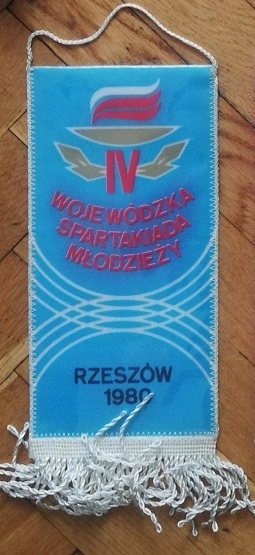 IV
WOJEWÓDZKA
SPARTAKIADA
MŁODZIEŻY
RZESZÓW
1980